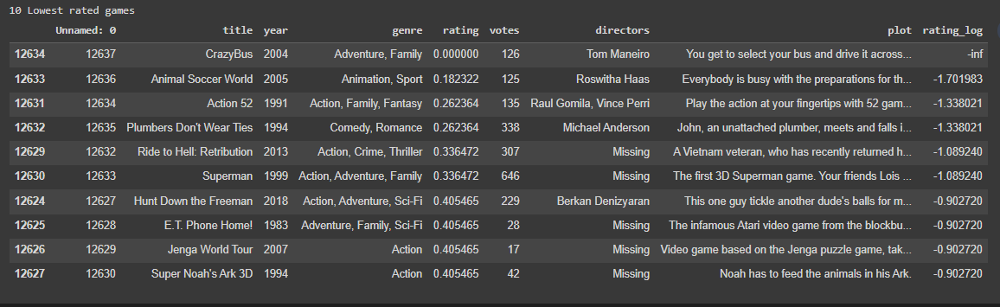 10 Lowest rated games
Unnamed: 0 title year genre rating votes directors plot rating_log
12634 12637 CrazyBus 2004 Adventure, Family 0.000000 126 Tom Maneiro You get to select your bus and drive it across... -inf
12633 12636 Animal Soccer World 2005 Animation, Sport 0.182322 125 Roswitha Haas Everybody is busy with the preparations for th... -1.701983
12631 12634 Action 52 1991 Action, Family, Fantasy 0.262364 135 Raul Gomila, Vince Perri Play the action at your fingertips with 52 gam... -1.338021
12632 12635 Plumbers Don't Wear Ties 1994 Comedy, Romance 0.262364 338 Michael Anderson John, an unattached plumber, meets and falls i... -1.338021
12629 12632 Ride to Hell: Retribution 2013 Action, Crime, Thriller 0.336472 307 Missing A Vietnam veteran, who has recently returned h... -1.089240
12630 12633 Superman 1999 Action, Adventure, Family 0.336472 646 Missing The first 3D Superman game. Your friends Lois ... -1.089240
12624 12627 Hunt Down the Freeman 2018 Action, Adventure, Sci-Fi 0.405465 229 Berkan Denizyaran This one guy tickle another dude's balls for m... -0.902720
12625 12628 E.T. Phone Home! 1983 Adventure, Family, Sci-Fi 0.405465 28 Missing The infamous Atari video game from the blockbu... -0.902720
12626 12629 Jenga World Tour 2007 Action 0.405465 17 Missing Video game based on the Jenga puzzle game, tak... -0.902720
12627 12630 Super Noah's Ark 3D 1994 Action 0.405465 42 Missing Noah has to feed the animals in his Ark. -0.902720